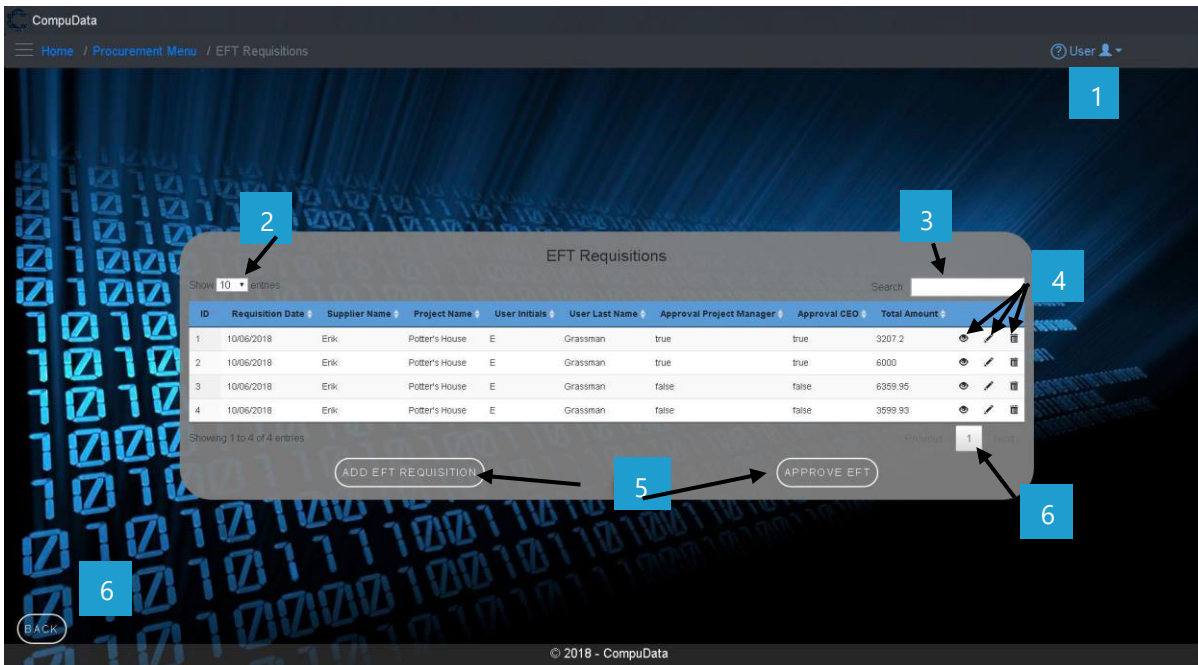 CompuData
Home / Procurement Menu / EFT Requisitions
User
1
2
3
EFT Requisitions
4
Show 10 entries
Search:
ID Requisition Date Supplier Name Project Name User Initials User Last Name Approval Project Manager Approval CEO Total Amount
1 10/06/2018 Erik Potter's House E Grassman true true 3207.2
2 10/06/2018 Erik Potter's House E Grassman true true 6000
3 10/06/2018 Erik Potter's House E Grassman false false 6359.95
4 10/06/2018 Erik Potter's House E Grassman false false 3599.93
Showing 1 to 4 of 4 entries
Previous 1 Next
ADD EFT REQUISITION
5
APPROVE EFT
6
6
BACK
© 2018 - CompuData